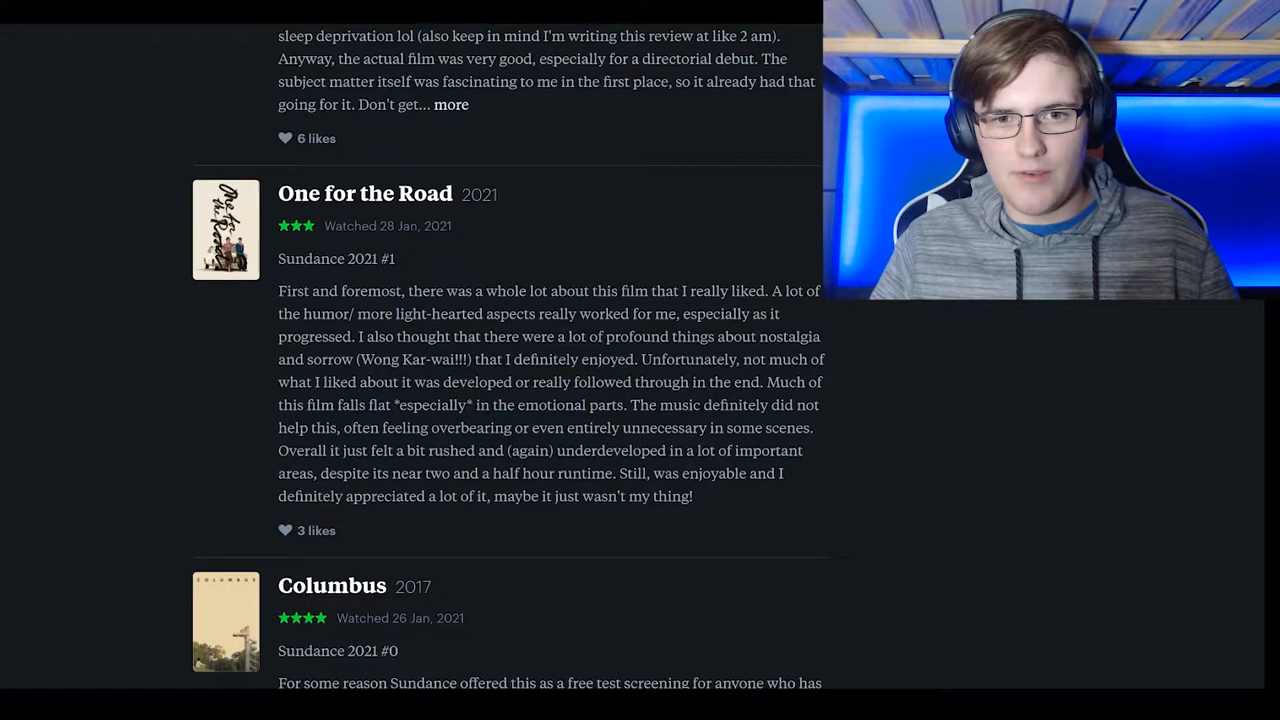 sleep deprivation lol (also keep in mind I'm writing this review at like 2 am).
Anyway, the actual film was very good, especially for a directorial debut. The
subject matter itself was fascinating to me in the first place, so it already had that
going for it. Don't get... more
6 likes
One for the Road
One for the Road 2021
Watched 28 Jan, 2021
Sundance 2021 #1
First and foremost, there was a whole lot about this film that I really liked. A lot of
the humor/ more light-hearted aspects really worked for me, especially as it
progressed. I also thought that there were a lot of profound things about nostalgia
and sorrow (Wong Kar-wai!!!) that I definitely enjoyed. Unfortunately, not much of
what I liked about it was developed or really followed through in the end. Much of
this film falls flat *especially* in the emotional parts. The music definitely did not
help this, often feeling overbearing or even entirely unnecessary in some scenes.
Overall it just felt a bit rushed and (again) underdeveloped in a lot of important
areas, despite its near two and a half hour runtime. Still, was enjoyable and I
definitely appreciated a lot of it, maybe it just wasn't my thing!
3 likes
COLUMBUS
Columbus 2017
Watched 26 Jan, 2021
Sundance 2021 #0
For some reason Sundance offered this as a free test screening for anyone who has